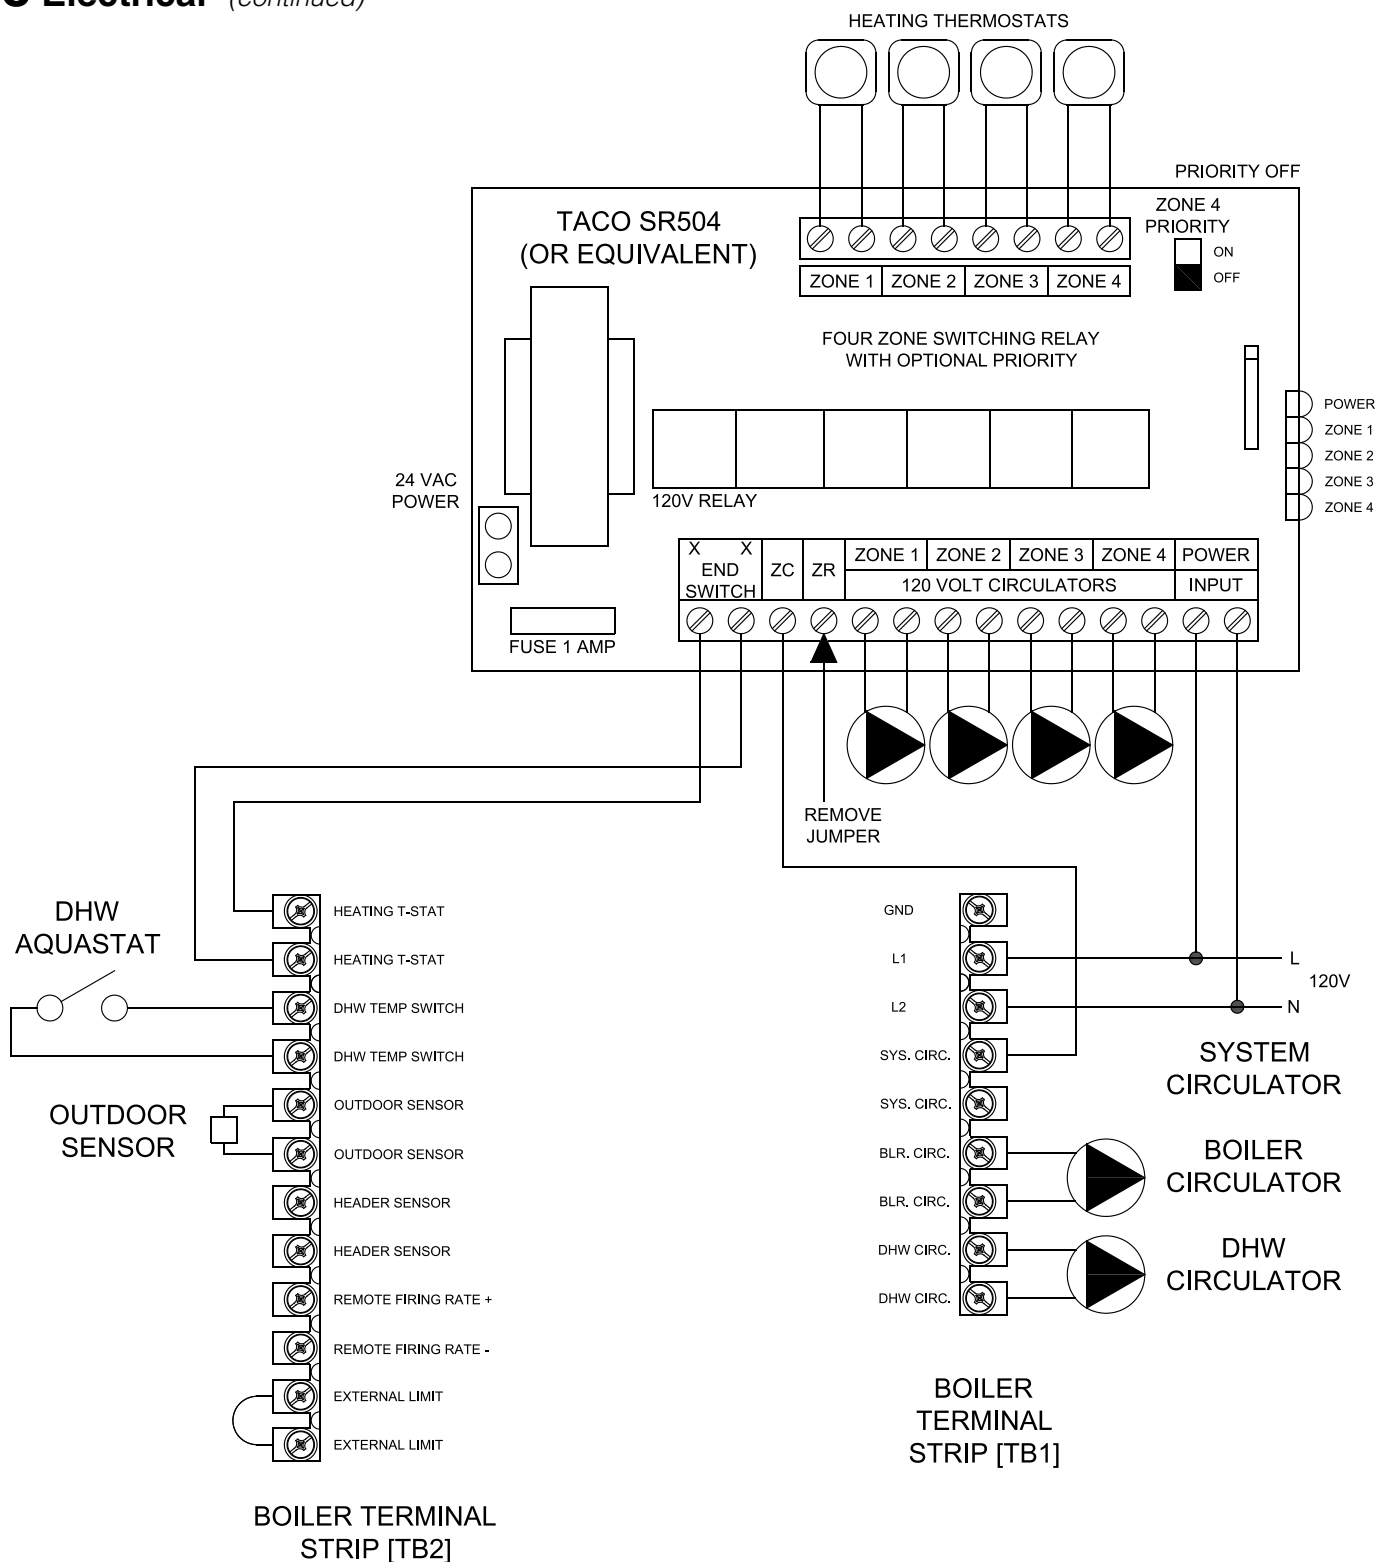 Electrical (continued)
HEATING THERMOSTATS
PRIORITY OFF
TACO SR504
(OR EQUIVALENT)
ZONE 4
PRIORITY
ON
OFF
ZONE 1 ZONE 2 ZONE 3 ZONE 4
FOUR ZONE SWITCHING RELAY
WITH OPTIONAL PRIORITY
POWER
ZONE 1
ZONE 2
ZONE 3
ZONE 4
24 VAC
POWER
120V RELAY
FUSE 1 AMP
X X
END
SWITCH
ZC
ZR
ZONE 1 ZONE 2 ZONE 3 ZONE 4
120 VOLT CIRCULATORS
POWER
INPUT
REMOVE
JUMPER
DHW
AQUASTAT
OUTDOOR
SENSOR
HEATING T-STAT
HEATING T-STAT
DHW TEMP SWITCH
DHW TEMP SWITCH
OUTDOOR SENSOR
OUTDOOR SENSOR
HEADER SENSOR
HEADER SENSOR
REMOTE FIRING RATE +
REMOTE FIRING RATE -
EXTERNAL LIMIT
EXTERNAL LIMIT
BOILER TERMINAL
STRIP [TB2]
GND
L1
L2
SYS. CIRC.
SYS. CIRC.
BLR. CIRC.
BLR. CIRC.
DHW CIRC.
DHW CIRC.
L
120V
N
SYSTEM
CIRCULATOR
BOILER
CIRCULATOR
DHW
CIRCULATOR
BOILER
TERMINAL
STRIP [TB1]